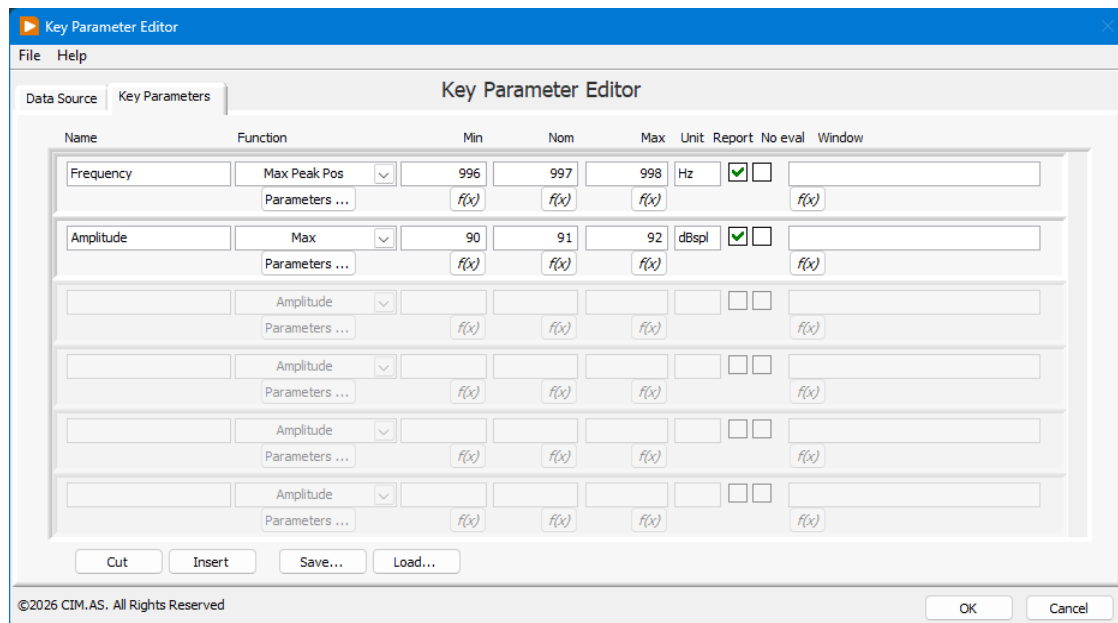 Key Parameter Editor
File Help
Data Source Key Parameters
Key Parameter Editor
Name Function Min Nom Max Unit Report No eval Window
Frequency Max Peak Pos 996 997 998 Hz
Parameters ... f(x) f(x) f(x) f(x)
Amplitude Max 90 91 92 dBspl
Parameters ... f(x) f(x) f(x) f(x)
Amplitude
Parameters ... f(x) f(x) f(x) f(x)
Amplitude
Parameters ... f(x) f(x) f(x) f(x)
Amplitude
Parameters ... f(x) f(x) f(x) f(x)
Amplitude
Parameters ... f(x) f(x) f(x) f(x)
Cut Insert Save... Load...
©2026 CIM.AS. All Rights Reserved
OK Cancel